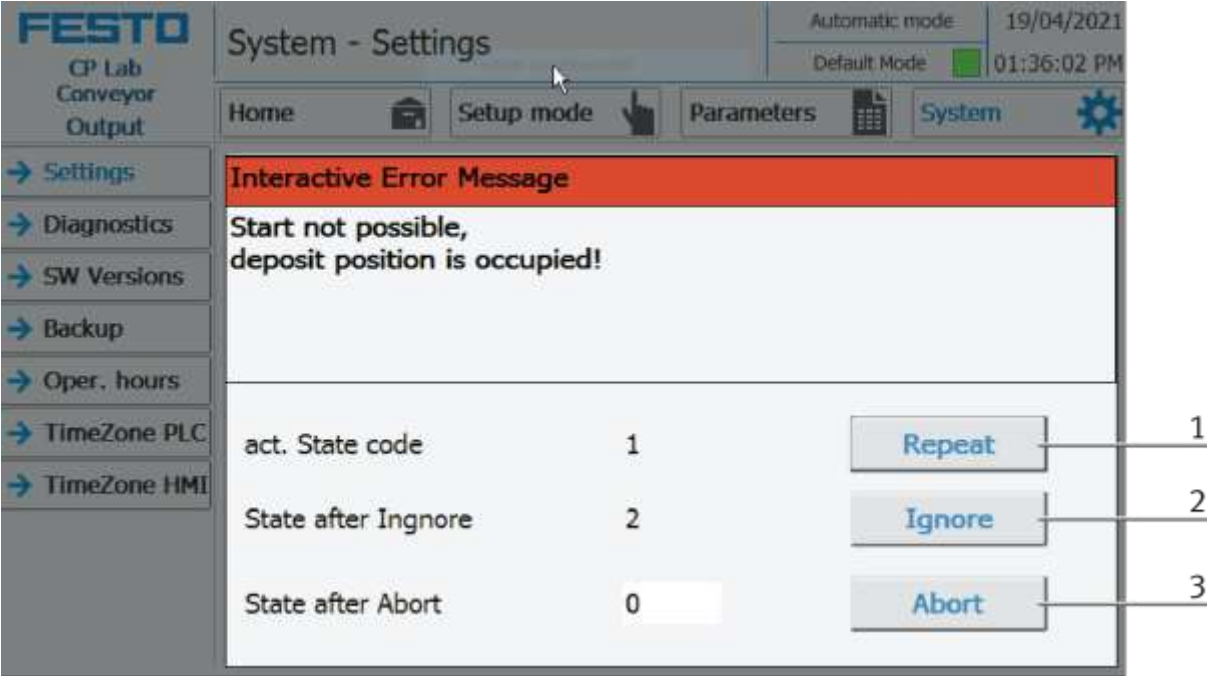 FESTO
CP Lab
Conveyor
Output
System - Settings
Automatic mode
Default Mode
19/04/2021
01:36:02 PM
Home
Setup mode
Parameters
System
Settings
Diagnostics
SW Versions
Backup
Oper. hours
TimeZone PLC
TimeZone HMI
Interactive Error Message
Start not possible,
deposit position is occupied!
act. State code 1 Repeat 1
State after Ingnore 2 Ignore 2
State after Abort 0 Abort 3